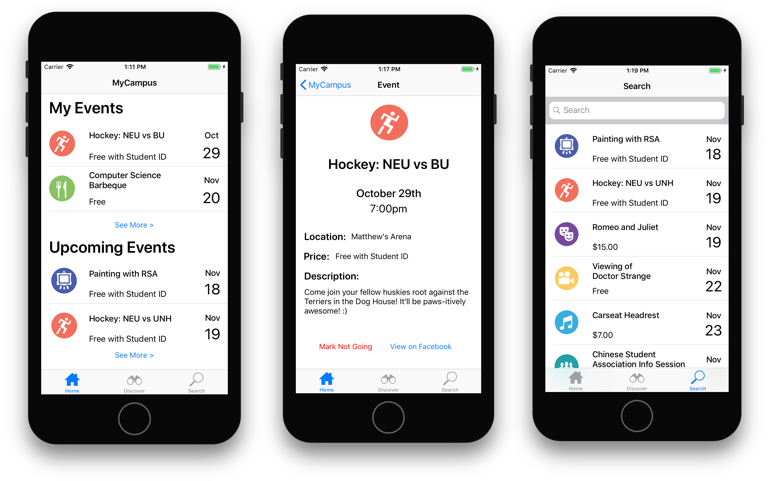 Carrier 1:11 PM
MyCampus
My Events
Hockey: NEU vs BU Oct
Free with Student ID 29
Computer Science Nov
Barbeque
Free 20
See More >
Upcoming Events
Painting with RSA Nov
Free with Student ID 18
Hockey: NEU vs UNH Nov
Free with Student ID 19
See More >
Home Discover Search
Carrier 1:17 PM
MyCampus Event
Hockey: NEU vs BU
October 29th
7:00pm
Location: Matthew's Arena
Price: Free with Student ID
Description:
Come join your fellow huskies root against the
Terriers in the Dog House! It'll be paws-itively
awesome! :)
Mark Not Going View on Facebook
Home Discover Search
Carrier 1:19 PM
Search
Search
Painting with RSA Nov
Free with Student ID 18
Hockey: NEU vs UNH Nov
Free with Student ID 19
Romeo and Juliet Nov
$15.00 19
Viewing of Nov
Doctor Strange
Free 22
Carseat Headrest Nov
$7.00 23
Chinese Student Nov
Association Info Session
Home Discover Search